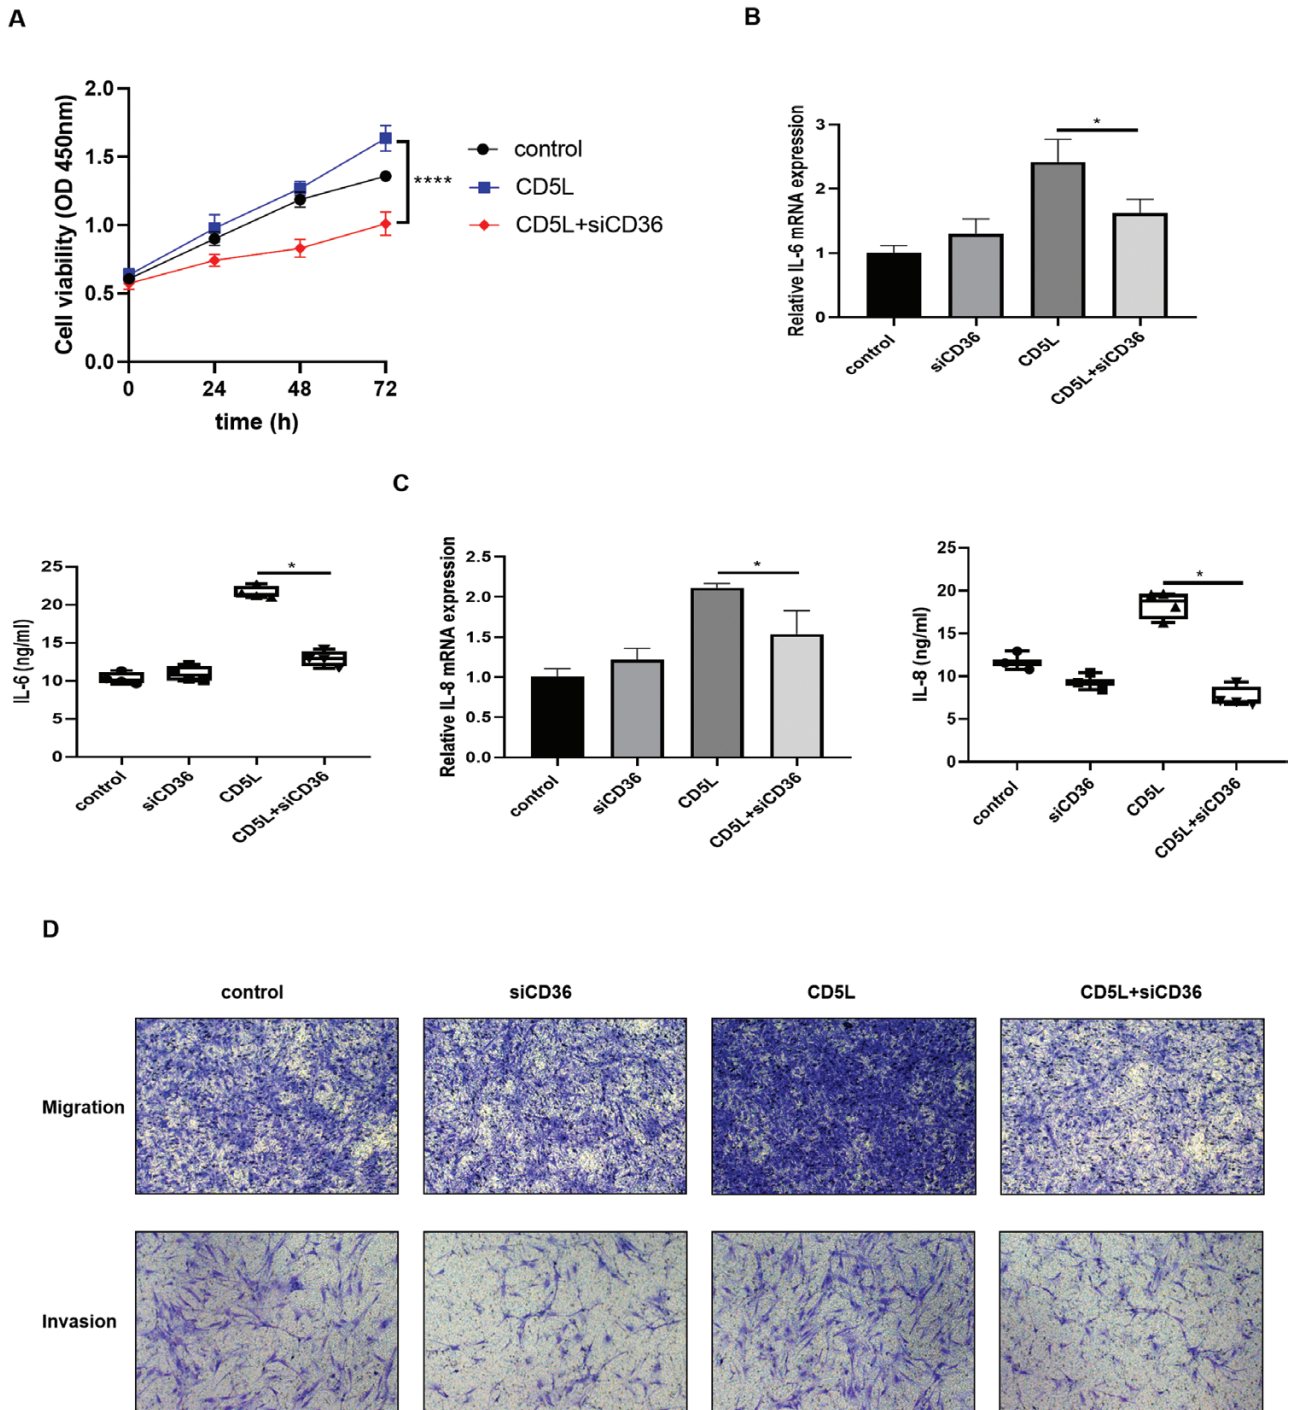 A
Cell viability (OD 450nm)
2.0
1.5
1.0
0.5
0.0
0 24 48 72
time (h)
****
control
CD5L
CD5L+siCD36
B
Relative IL-6 mRNA expression
3
2
1
0
*
control siCD36 CD5L CD5L+siCD36
IL-6 (ng/ml)
25
20
15
10
5
0
*
control siCD36 CD5L CD5L+siCD36
C
Relative IL-8 mRNA expression
2.5
2.0
1.5
1.0
0.5
0.0
*
control siCD36 CD5L CD5L+siCD36
IL-8 (ng/ml)
25
20
15
10
5
0
*
control siCD36 CD5L CD5L+siCD36
D
control siCD36 CD5L CD5L+siCD36
Migration
Invasion